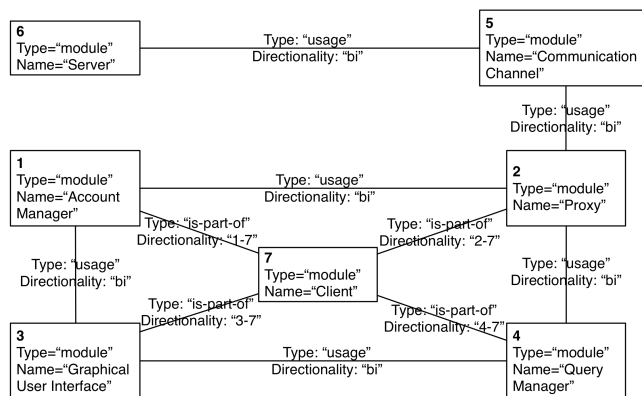 6
Type=“module”
Name=“Server”
Type: “usage”
Directionality: “bi”
5
Type=“module”
Name=“Communication
Channel”
Type: “usage”
Directionality: “bi”
1
Type=“module”
Name=“Account
Manager”
Type: “usage”
Directionality: “bi”
2
Type=“module”
Name=“Proxy”
Type: “is-part-of”
Directionality: “1-7”
Type: “is-part-of”
Directionality: “2-7”
7
Type=“module”
Name=“Client”
Type: “usage”
Directionality: “bi”
Type: “usage”
Directionality: “bi”
Type: “is-part-of”
Directionality: “3-7”
Type: “is-part-of”
Directionality: “4-7”
3
Type=“module”
Name=“Graphical
User Interface”
Type: “usage”
Directionality: “bi”
4
Type=“module”
Name=“Query
Manager”